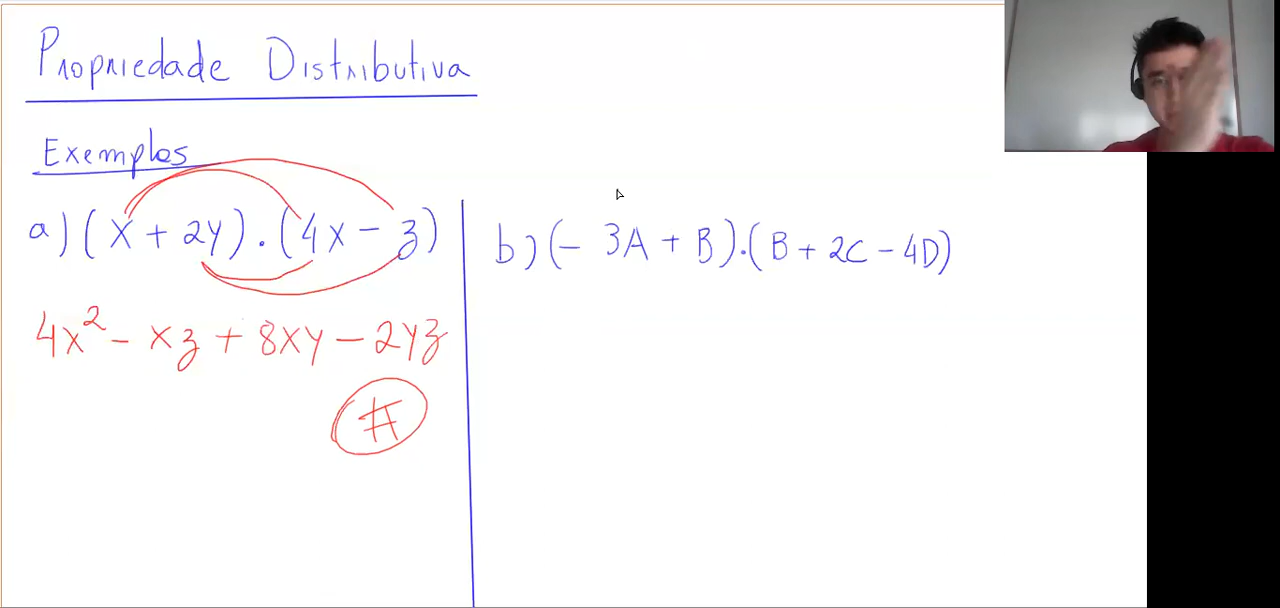 Propriedade Distributiva
Exemplos
a) (x + 2y) . (4x - z)
4x² - xz + 8xy - 2yz
#
b) (- 3A + B).(B + 2C - 4D)